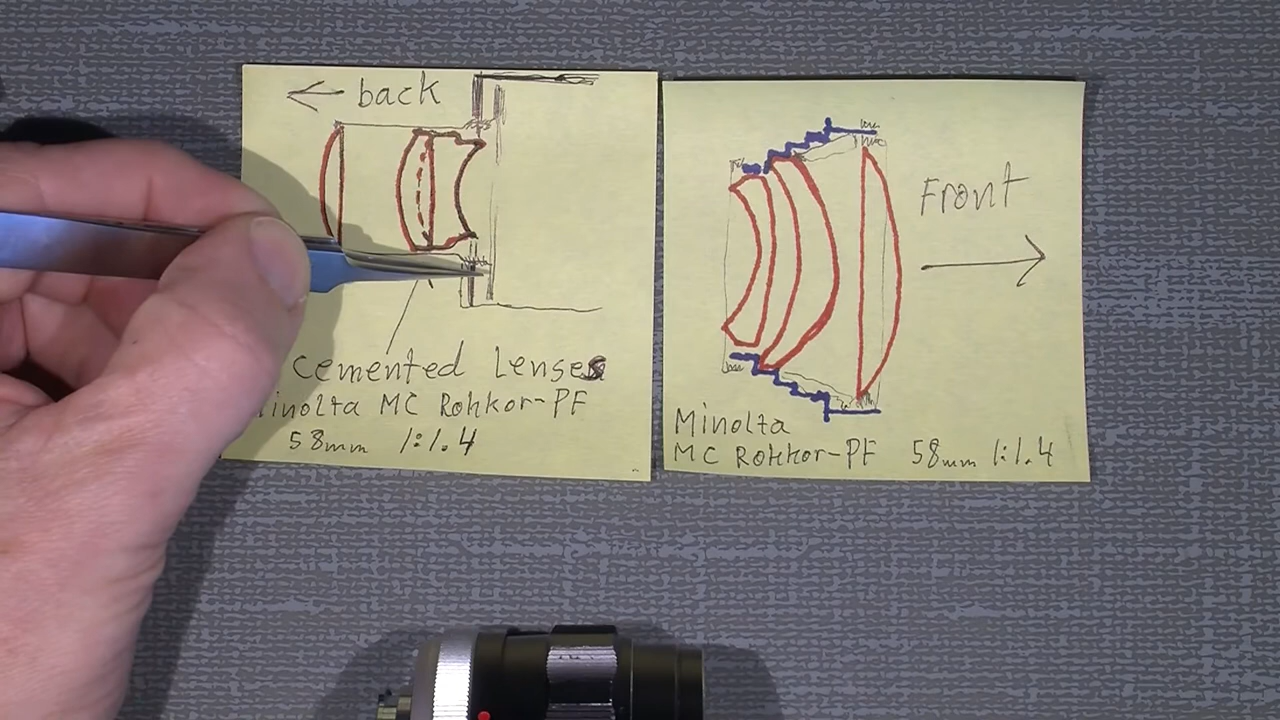 back
cemented Lenses
Minolta MC Rokkor-PF
58mm 1:1.4
Front
Minolta
MC Rokkor-PF 58mm 1:1.4